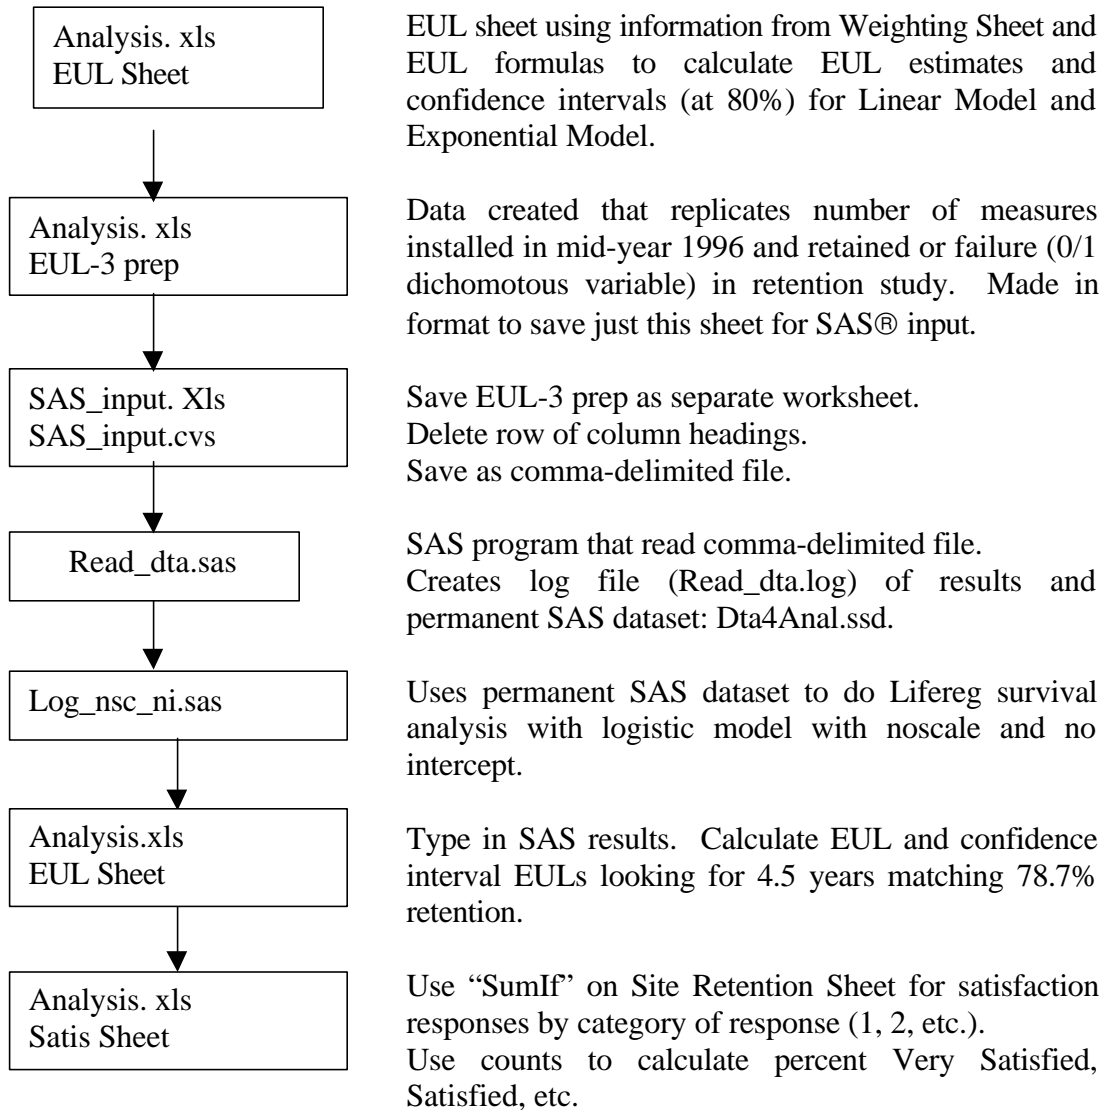 Analysis. xls
EUL Sheet
EUL sheet using information from Weighting Sheet and
EUL formulas to calculate EUL estimates and
confidence intervals (at 80%) for Linear Model and
Exponential Model.
Analysis. xls
EUL-3 prep
Data created that replicates number of measures
installed in mid-year 1996 and retained or failure (0/1
dichomotous variable) in retention study. Made in
format to save just this sheet for SAS® input.
SAS_input. Xls
SAS_input.cvs
Save EUL-3 prep as separate worksheet.
Delete row of column headings.
Save as comma-delimited file.
Read_dta.sas
SAS program that read comma-delimited file.
Creates log file (Read_dta.log) of results and
permanent SAS dataset: Dta4Anal.ssd.
Log_nsc_ni.sas
Uses permanent SAS dataset to do Lifereg survival
analysis with logistic model with noscale and no
intercept.
Analysis.xls
EUL Sheet
Type in SAS results. Calculate EUL and confidence
interval EULs looking for 4.5 years matching 78.7%
retention.
Analysis. xls
Satis Sheet
Use “SumIf” on Site Retention Sheet for satisfaction
responses by category of response (1, 2, etc.).
Use counts to calculate percent Very Satisfied,
Satisfied, etc.